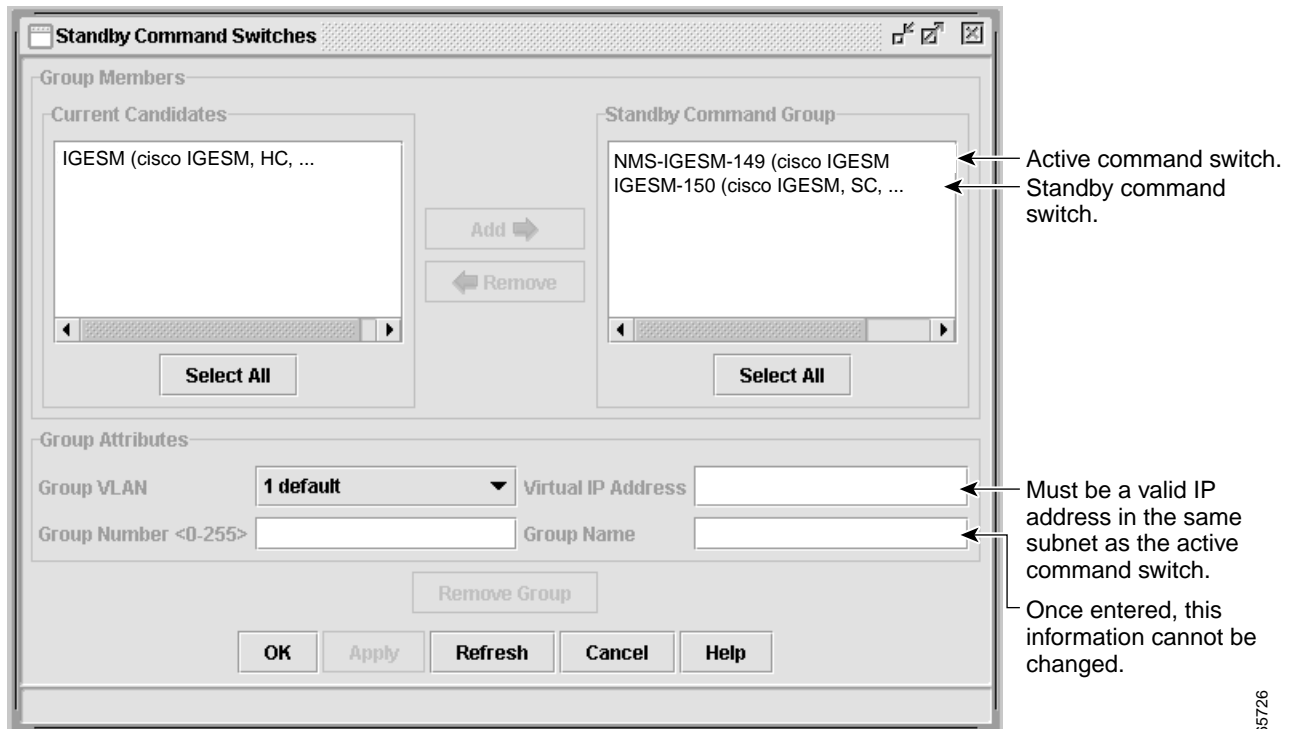 Standby Command Switches
Group Members
Current Candidates
IGESM (cisco IGESM, HC, ...
Select All
Add
Remove
Standby Command Group
NMS-IGESM-149 (cisco IGESM
IGESM-150 (cisco IGESM, SC, ...
Select All
Active command switch.
Standby command
switch.
Group Attributes
Group VLAN
1 default
Virtual IP Address
Group Number <0-255>
Group Name
Must be a valid IP
address in the same
subnet as the active
command switch.
Once entered, this
information cannot be
changed.
Remove Group
OK
Apply
Refresh
Cancel
Help